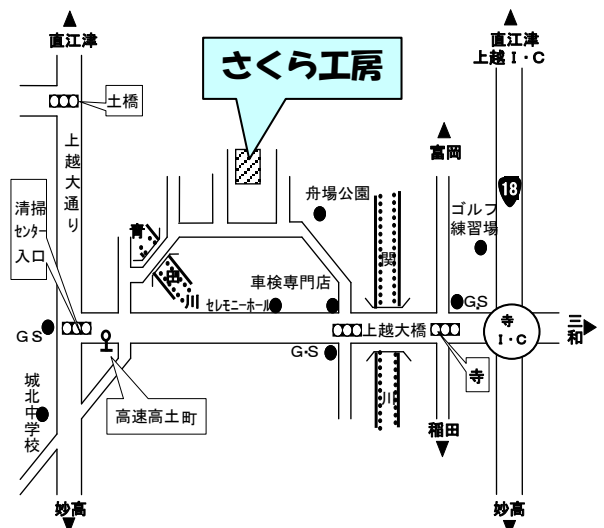 直江津
直江津
上越I・C
さくら工房
土橋
上越大通り
富岡
18
舟場公園
清掃
センター
入口
ゴルフ
練習場
青
関
田
川
車検専門店
セレモニーホール
GS
GS
上越大橋
寺
I・C
三和
G・S
寺
川
高速高土町
城北中学校
稲田
妙高
妙高